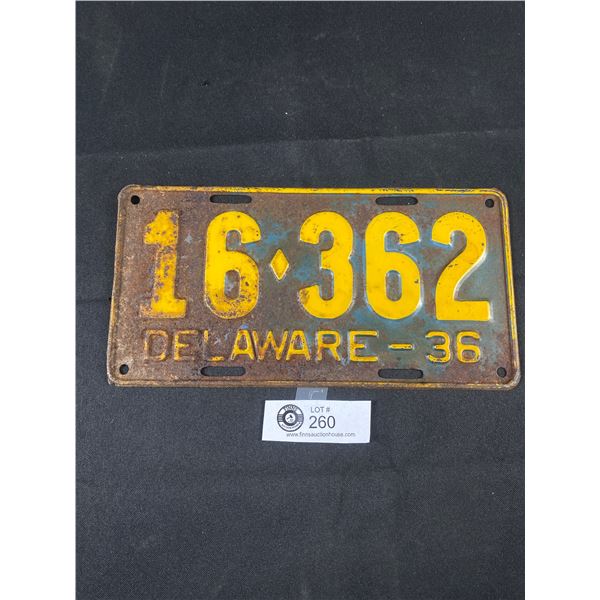 16♦362
DELAWARE-36
LOT #
260
www.finnsauctionhouse.com